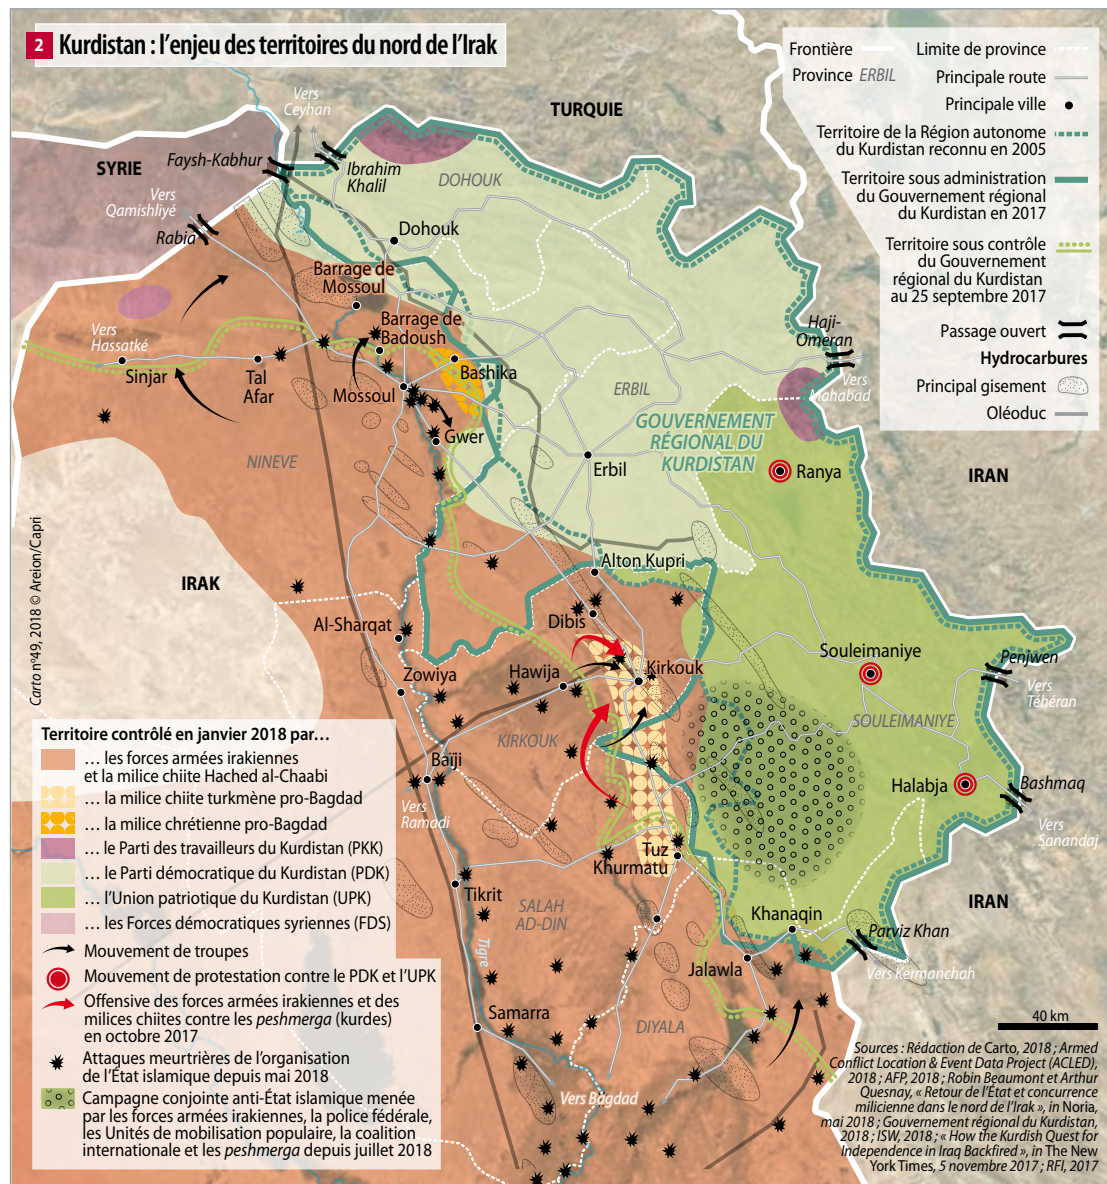 2 Kurdistan : l’enjeu des territoires du nord de l’Irak
Frontière
Province ERBIL
Limite de province
Principale route
Principale ville
Territoire de la Région autonome
du Kurdistan reconnu en 2005
Territoire sous administration
du Gouvernement régional
du Kurdistan en 2017
Territoire sous contrôle
du Gouvernement
régional du Kurdistan
au 25 septembre 2017
Passage ouvert
Hydrocarbures
Principal gisement
Oléoduc
Vers
Ceyhan
TURQUIE
SYRIE
Faysh-Kabhur
Ibrahim
Khalil
DOHOUK
Vers
Qamishliyé
Rabia
Dohouk
Barrage de
Mossoul
Barrage de
Badoush
Vers
Hassatké
Sinjar
Tal
Afar
Mossoul
Bashika
Haji-
Omeran
Vers
Mahabad
ERBIL
GOUVERNEMENT
RÉGIONAL DU
KURDISTAN
Gwer
NINEVE
Erbil
Ranya
IRAN
IRAK
Alton Kupri
Dibis
Al-Sharqat
Zowiya
Hawija
Kirkouk
Souleimaniye
Penjwen
Vers
Téhéran
KIRKOUK
SOULEIMANIYE
Baiji
Vers
Ramadi
Halabja
Bashmaq
Vers
Sanandaj
Tuz
Khurmatu
Tikrit
SALAH
AD-DIN
Tigre
Khanaqin
IRAN
Parviz Khan
Vers Kermanchah
Jalawla
Samarra
DIYALA
Vers Bagdad
40 km
Carto n°49, 2018 © Areion/Capri
Territoire contrôlé en janvier 2018 par…
… les forces armées irakiennes
et la milice chiite Hached al-Chaabi
… la milice chiite turkmène pro-Bagdad
… la milice chrétienne pro-Bagdad
… le Parti des travailleurs du Kurdistan (PKK)
… le Parti démocratique du Kurdistan (PDK)
… l’Union patriotique du Kurdistan (UPK)
… les Forces démocratiques syriennes (FDS)
Mouvement de troupes
Mouvement de protestation contre le PDK et l’UPK
Offensive des forces armées irakiennes et des
milices chiites contre les peshmerga (kurdes)
en octobre 2017
Attaques meurtrières de l’organisation
de l’État islamique depuis mai 2018
Campagne conjointe anti-État islamique menée
par les forces armées irakiennes, la police fédérale,
les Unités de mobilisation populaire, la coalition
internationale et les peshmerga depuis juillet 2018
Sources : Rédaction de Carto, 2018 ; Armed
Conflict Location & Event Data Project (ACLED),
2018 ; AFP, 2018 ; Robin Beaumont et Arthur
Quesnay, « Retour de l’État et concurrence
milicienne dans le nord de l’Irak », in Noria,
mai 2018 ; Gouvernement régional du Kurdistan,
2018 ; ISW, 2018 ; « How the Kurdish Quest for
Independence in Iraq Backfired », in The New
York Times, 5 novembre 2017 ; RFI, 2017